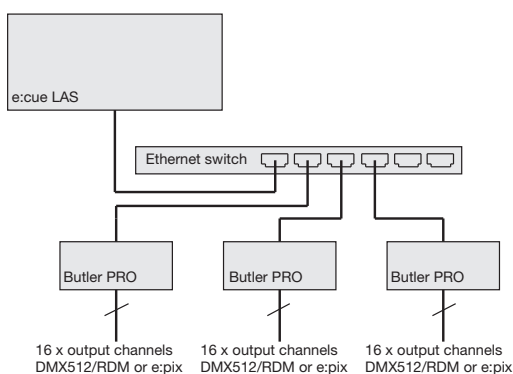 e:cue LAS
Ethernet switch
Butler PRO
Butler PRO
Butler PRO
16 x output channels
DMX512/RDM or e:pix
16 x output channels
DMX512/RDM or e:pix
16 x output channels
DMX512/RDM or e:pix